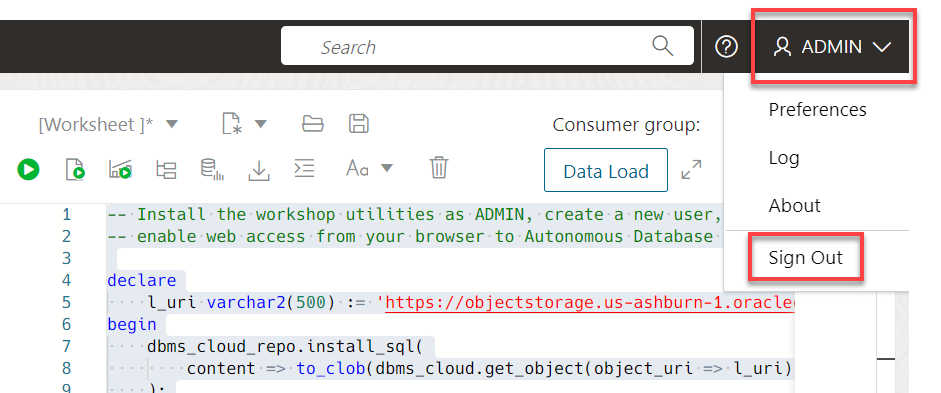 Search
ADMIN
Preferences
Log
About
Sign Out
[Worksheet ]*
Consumer group:
Aa
Data Load
1 -- Install the workshop utilities as ADMIN, create a new user,
2 -- enable web access from your browser to Autonomous Database
3
4 declare
5 l_uri varchar2(500) := 'https://objectstorage.us-ashburn-1.oracle
6 begin
7 dbms_cloud_repo.install_sql(
8 content => to_clob(dbms_cloud.get_object(object_uri => l_uri)
9 );